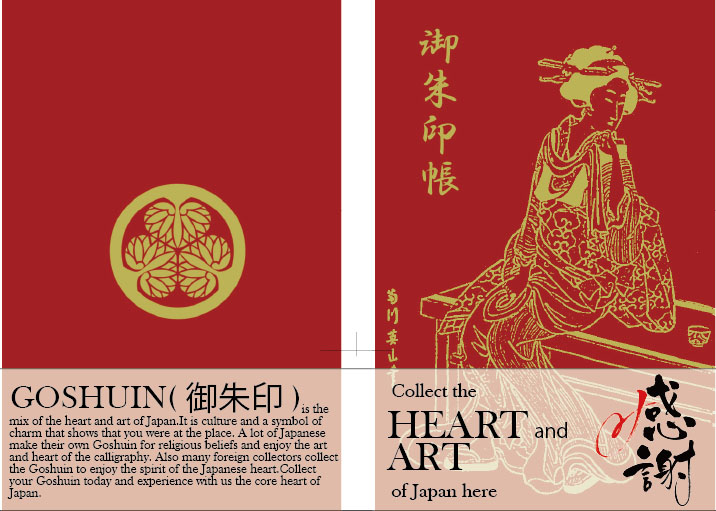 GOSHUIN( 御朱印 ) is the
mix of the heart and art of Japan.It is culture and a symbol of
charm that shows that you were at the place. A lot of Japanese
make their own Goshuin for religious beliefs and enjoy the art
and heart of the calligraphy. Also many foreign collectors collect
the Goshuin to enjoy the spirit of the Japanese heart.Collect
your Goshuin today and experience with us the core heart of
Japan.
御朱印帳
菊川英山
Collect the
HEART and
ART
of Japan here
感謝